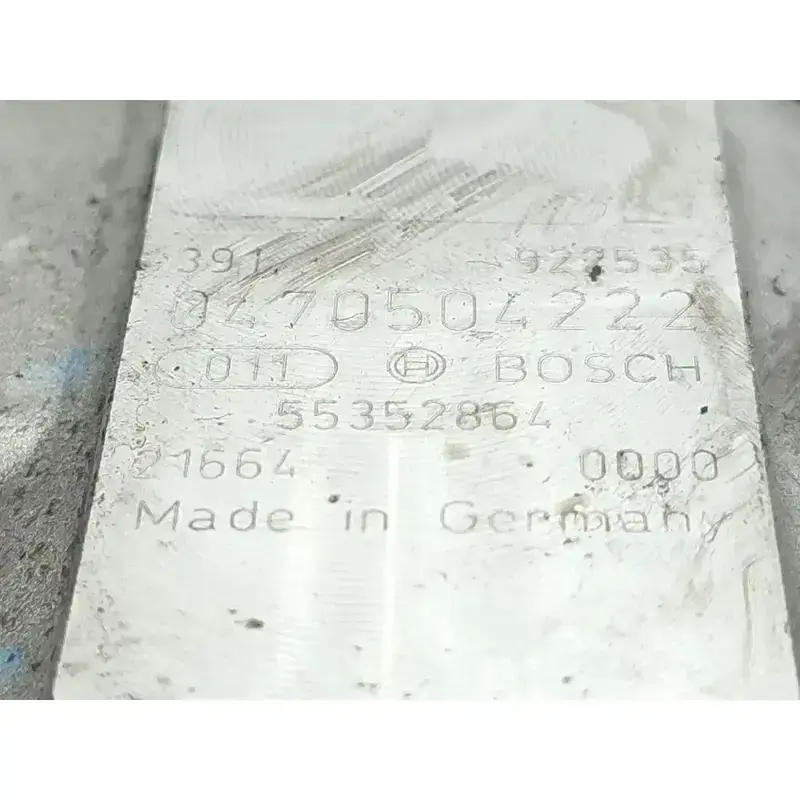 391 927535
0470504222
011 BOSCH
55352864
21664 0000
Made in Germany